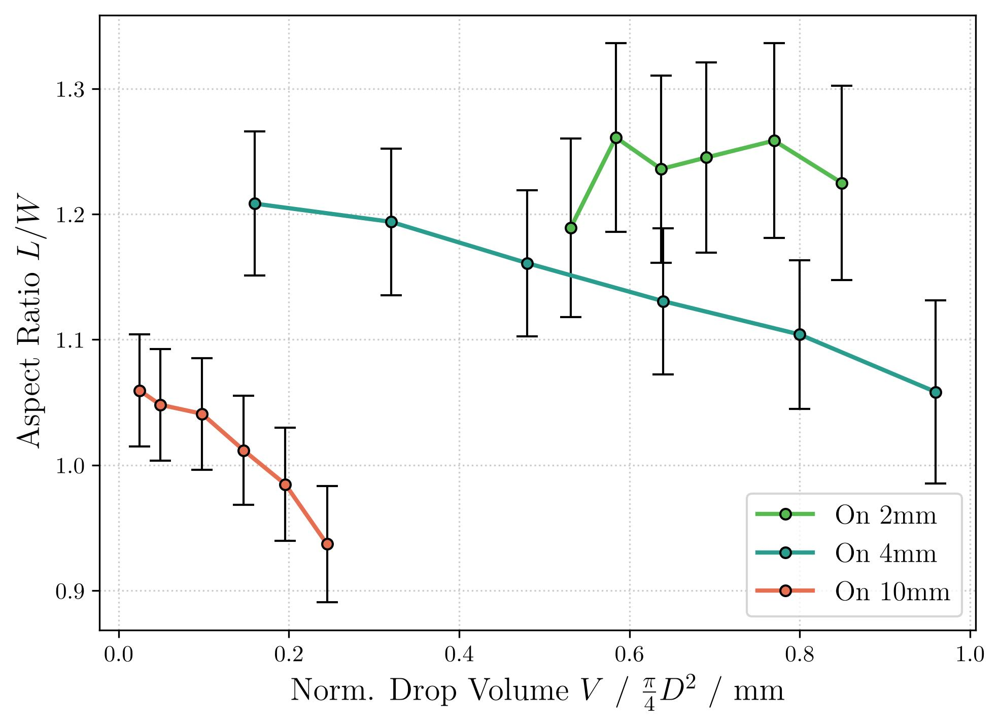 Aspect Ratio L/W
1.3
1.2
1.1
1.0
0.9
0.0 0.2 0.4 0.6 0.8 1.0
Norm. Drop Volume V / π/4 D² / mm
On 2mm
On 4mm
On 10mm